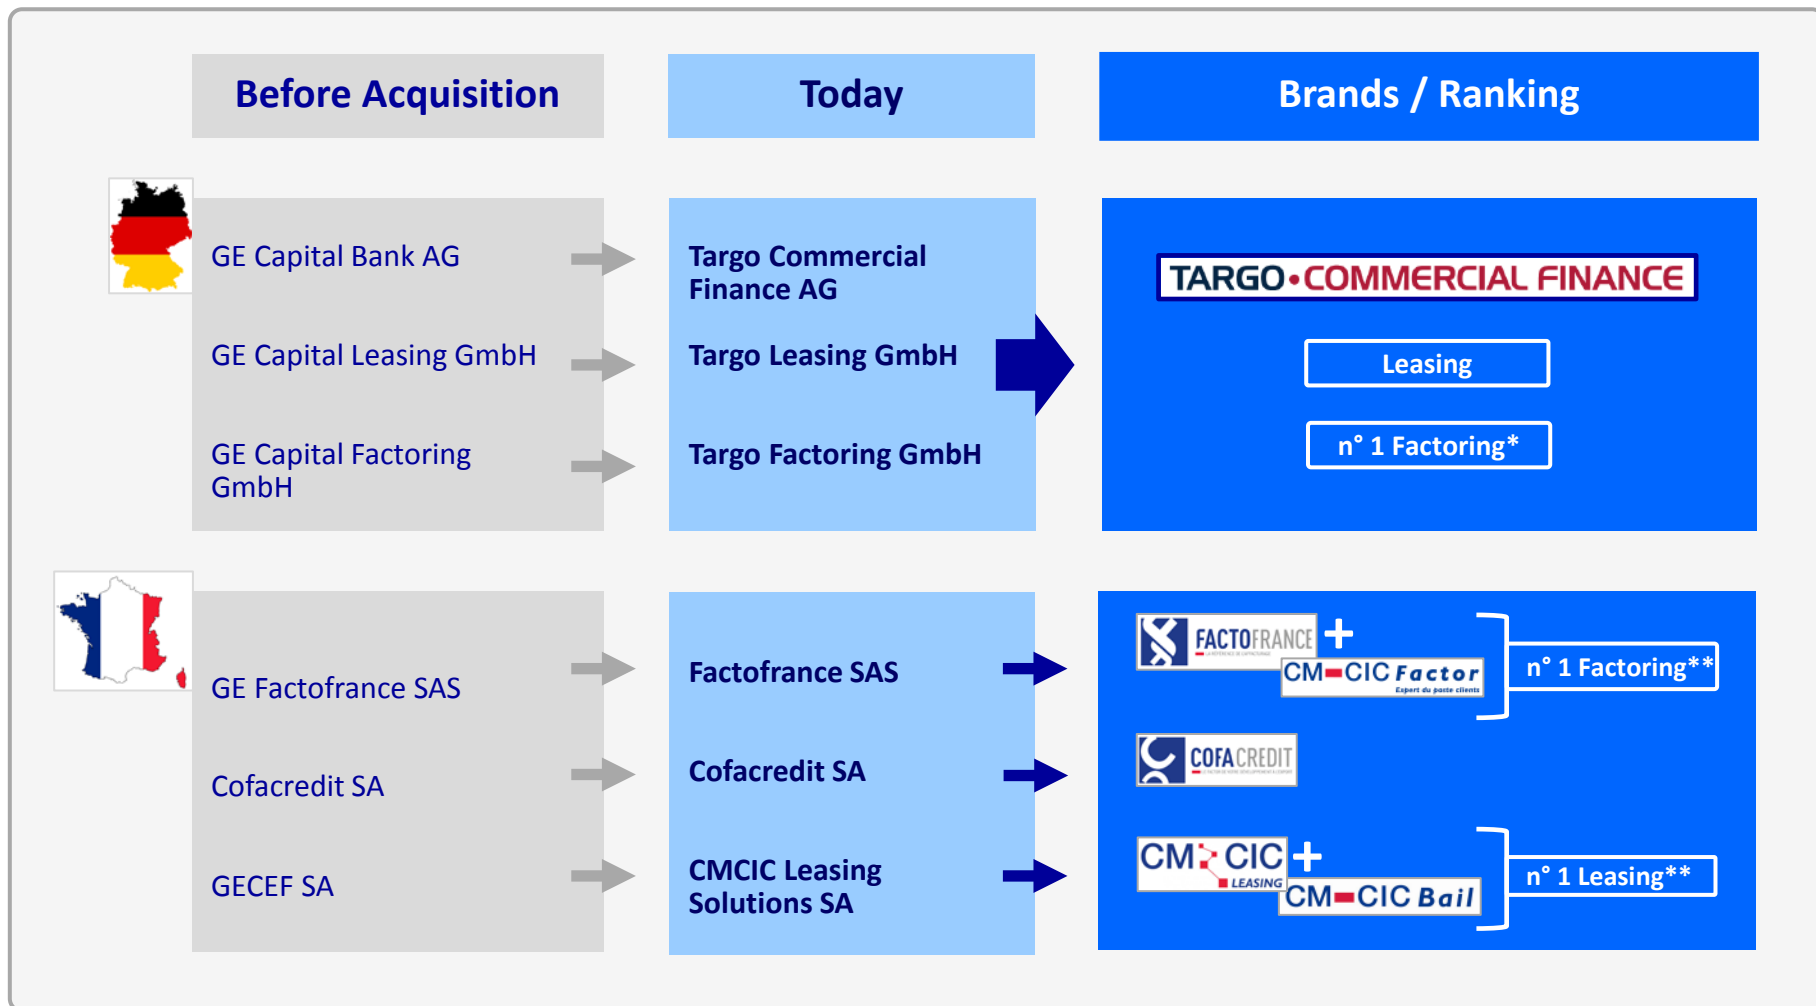 Before Acquisition
Today
Brands / Ranking
GE Capital Bank AG
Targo Commercial
Finance AG
TARGO•COMMERCIAL FINANCE
GE Capital Leasing GmbH
Targo Leasing GmbH
Leasing
GE Capital Factoring
GmbH
Targo Factoring GmbH
n° 1 Factoring*
GE Factofrance SAS
Factofrance SAS
FACTOFRANCE
+
CM-CIC Factor
Expert du poste clients
n° 1 Factoring**
Cofacredit SA
Cofacredit SA
COFACREDIT
GECEF SA
CMCIC Leasing
Solutions SA
CM CIC
LEASING
+
CM-CIC Bail
n° 1 Leasing**